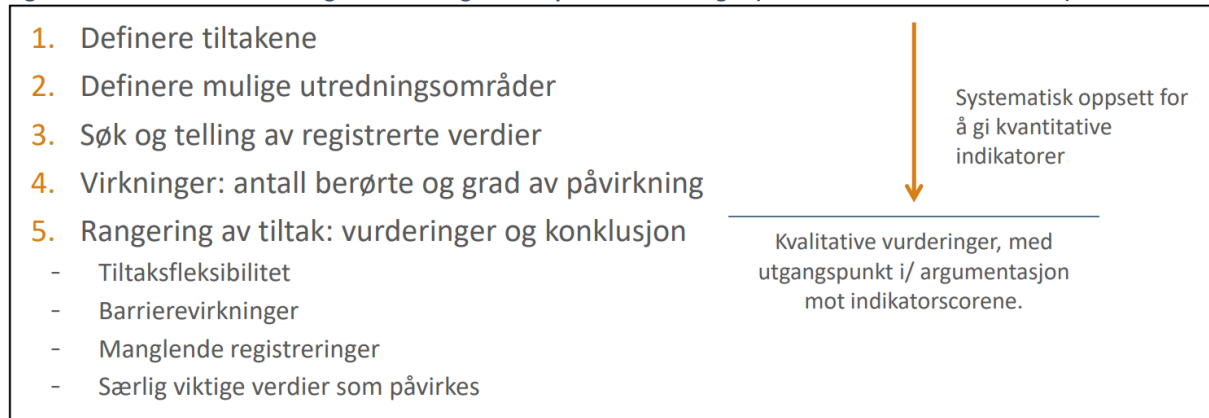 1. Definere tiltakene
2. Definere mulige utredningsområder
3. Søk og telling av registrerte verdier
4. Virkninger: antall berørte og grad av påvirkning
5. Rangering av tiltak: vurderinger og konklusjon
- Tiltaksfleksibilitet
- Barrierevirkninger
- Manglende registreringer
- Særlig viktige verdier som påvirkes
Systematisk oppsett for
å gi kvantitative
indikatorer
Kvalitative vurderinger, med
utgangspunkt i/ argumentasjon
mot indikatorscorene.